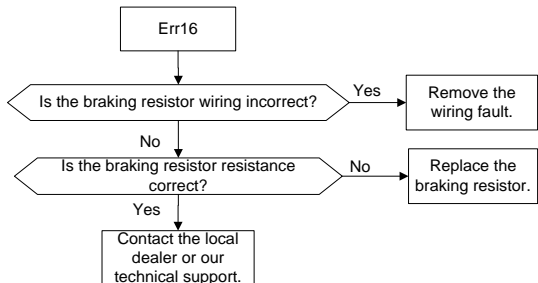 Err16
Is the braking resistor wiring incorrect?
Yes
Remove the
wiring fault.
No
Is the braking resistor resistance
correct?
No
Replace the
braking resistor.
Yes
Contact the local
dealer or our
technical support.